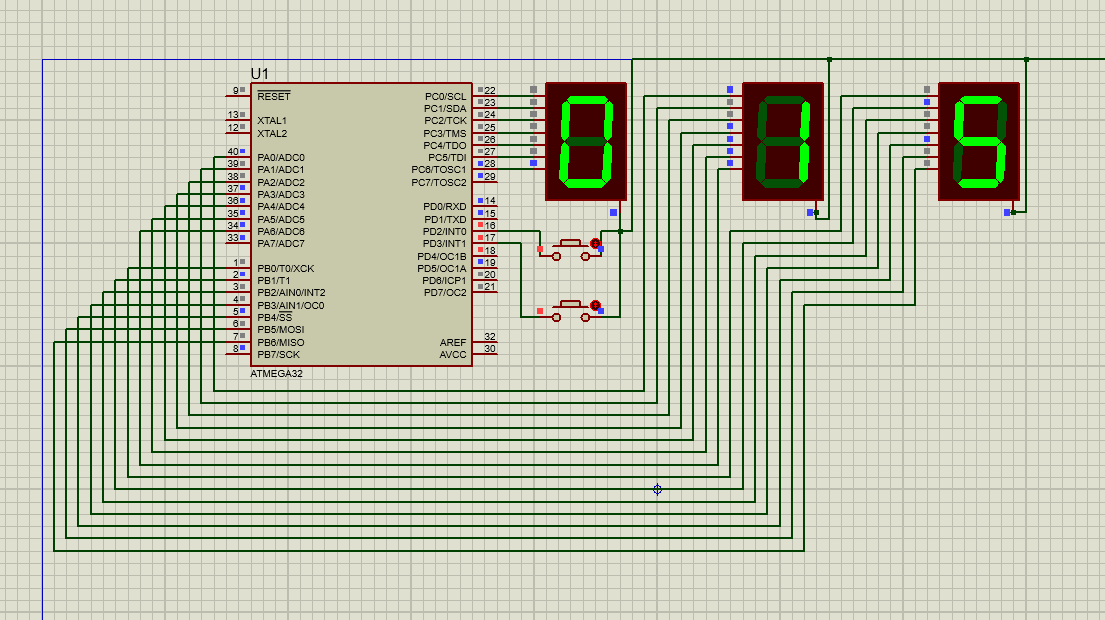 U1
9 RESET
13 XTAL1
12 XTAL2
40 PA0/ADC0
39 PA1/ADC1
38 PA2/ADC2
37 PA3/ADC3
36 PA4/ADC4
35 PA5/ADC5
34 PA6/ADC6
33 PA7/ADC7
1 PB0/T0/XCK
2 PB1/T1
3 PB2/AIN0/INT2
4 PB3/AIN1/OC0
5 PB4/SS
6 PB5/MOSI
7 PB6/MISO
8 PB7/SCK
PC0/SCL 22
PC1/SDA 23
PC2/TCK 24
PC3/TMS 25
PC4/TDO 26
PC5/TDI 27
PC6/TOSC1 28
PC7/TOSC2 29
PD0/RXD 14
PD1/TXD 15
PD2/INT0 16
PD3/INT1 17
PD4/OC1B 18
PD5/OC1A 19
PD6/ICP1 20
PD7/OC2 21
AREF 32
AVCC 30
ATMEGA32
0 1 5